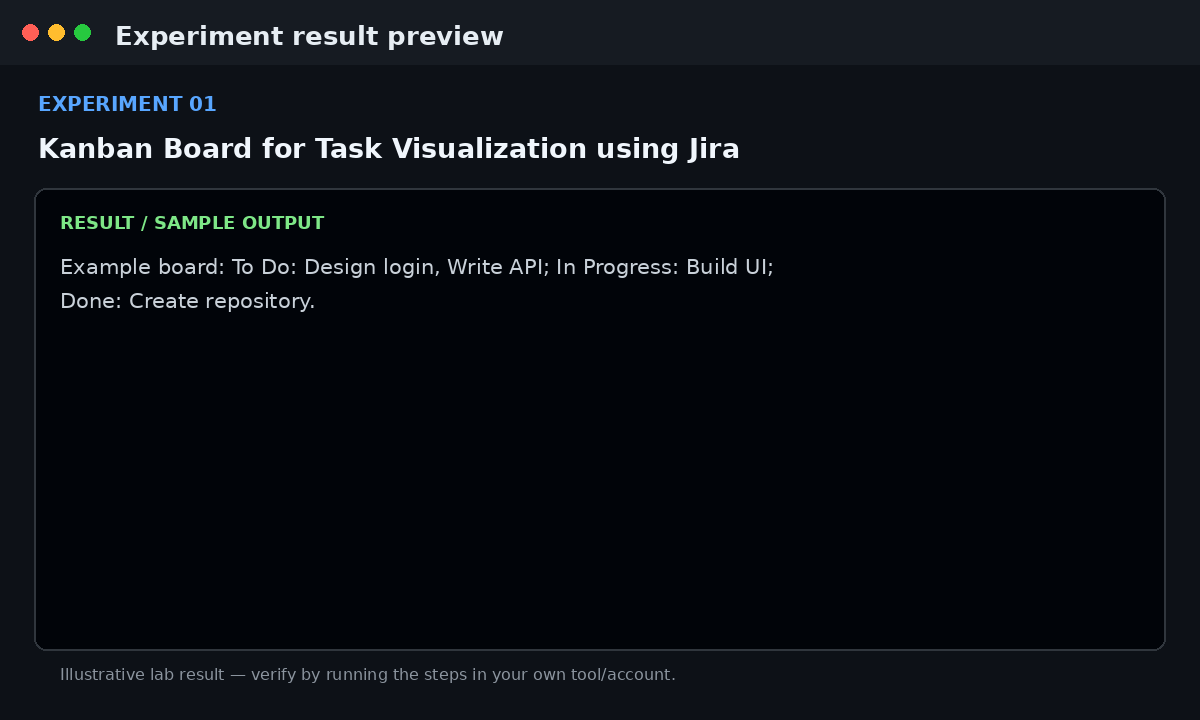 Experiment result preview
EXPERIMENT 01
Kanban Board for Task Visualization using Jira
RESULT / SAMPLE OUTPUT
Example board: To Do: Design login, Write API; In Progress: Build UI;
Done: Create repository.
Illustrative lab result — verify by running the steps in your own tool/account.